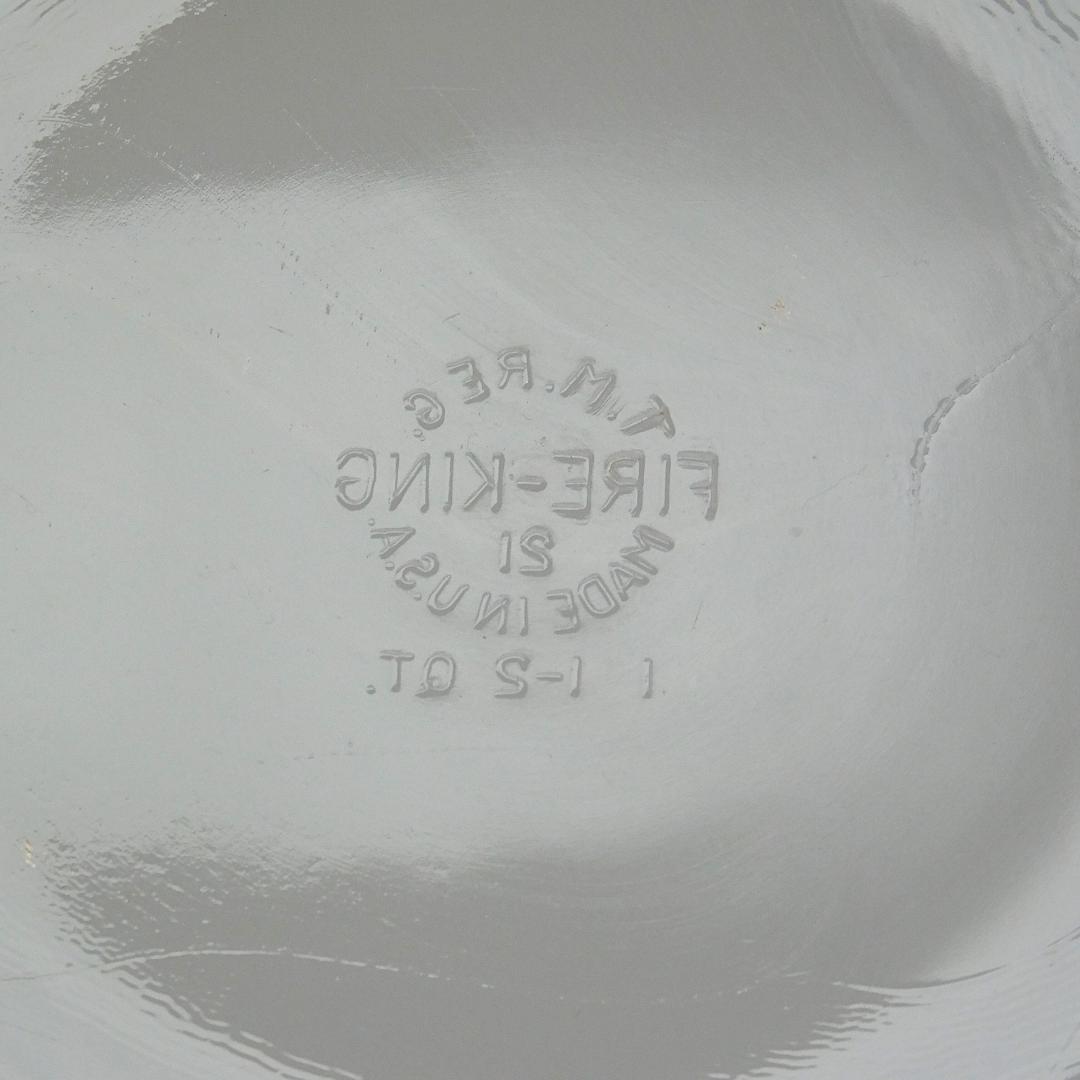 T.M. REG.
FIRE-KING
21
MADE IN U.S.A.
1 1-2 QT.